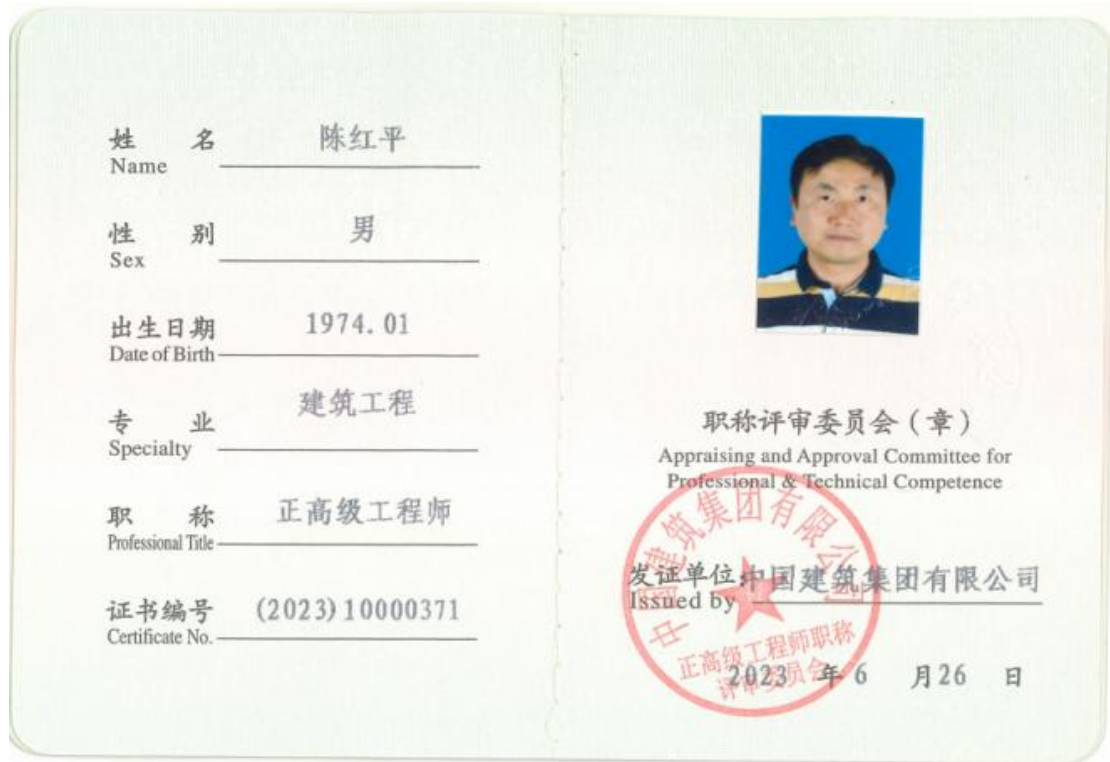 姓 名 陈红平
Name
性 别 男
Sex
出生日期 1974.01
Date of Birth
专 业 建筑工程
Specialty
职 称 正高级工程师
Professional Title
证书编号 (2023)10000371
Certificate No.
职称评审委员会(章)
Appraising and Approval Committee for
Professional & Technical Competence
中国建筑集团有限公司
发证单位:中国建筑集团有限公司
Issued by
正高级工程师职称
评审委员会
2023 年 6 月 26 日